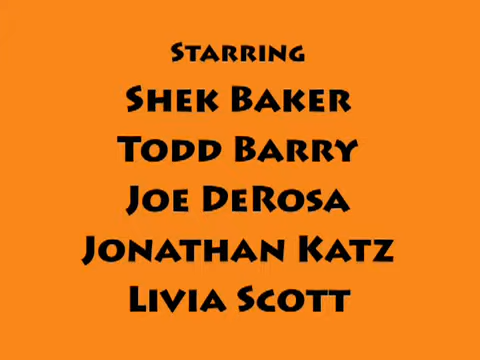 Starring
Shek Baker
Todd Barry
Joe DeRosa
Jonathan Katz
Livia Scott